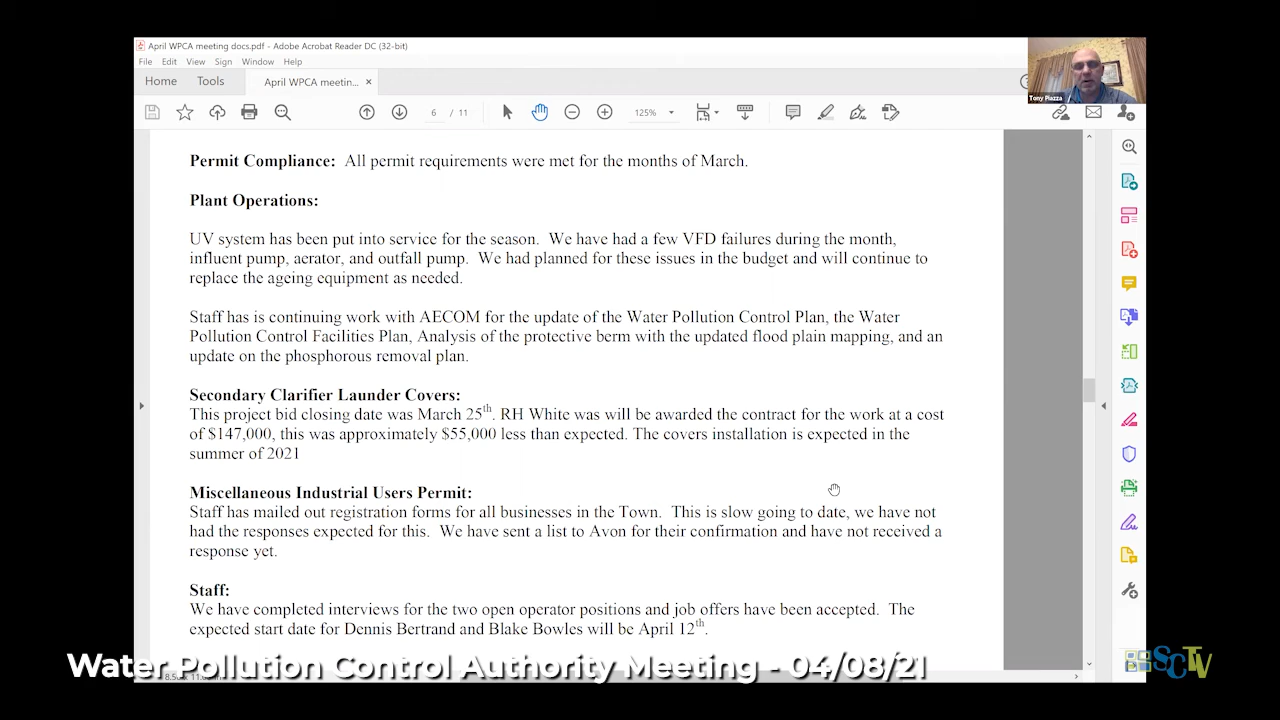 April WPCA meeting docs.pdf - Adobe Acrobat Reader DC (32-bit)
File Edit View Sign Window Help
Home Tools April WPCA meetin... ×
6 / 11 125%
Tony Piazza
Permit Compliance: All permit requirements were met for the months of March.
Plant Operations:
UV system has been put into service for the season. We have had a few VFD failures during the month,
influent pump, aerator, and outfall pump. We had planned for these issues in the budget and will continue to
replace the ageing equipment as needed.
Staff has is continuing work with AECOM for the update of the Water Pollution Control Plan, the Water
Pollution Control Facilities Plan, Analysis of the protective berm with the updated flood plain mapping, and an
update on the phosphorous removal plan.
Secondary Clarifier Launder Covers:
This project bid closing date was March 25th. RH White was will be awarded the contract for the work at a cost
of $147,000, this was approximately $55,000 less than expected. The covers installation is expected in the
summer of 2021
Miscellaneous Industrial Users Permit:
Staff has mailed out registration forms for all businesses in the Town. This is slow going to date, we have not
had the responses expected for this. We have sent a list to Avon for their confirmation and have not received a
response yet.
Staff:
We have completed interviews for the two open operator positions and job offers have been accepted. The
expected start date for Dennis Bertrand and Blake Bowles will be April 12th.
Water Pollution Control Authority Meeting - 04/08/21
SCTV